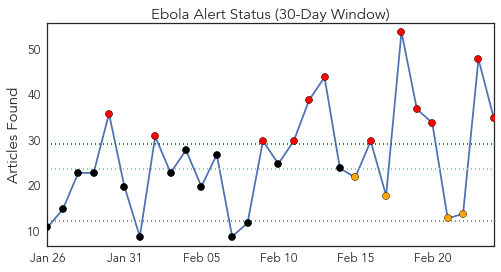 Ebola Alert Status (30-Day Window)
Articles Found
50
40
30
20
10
Jan 26 Jan 31 Feb 05 Feb 10 Feb 15 Feb 20